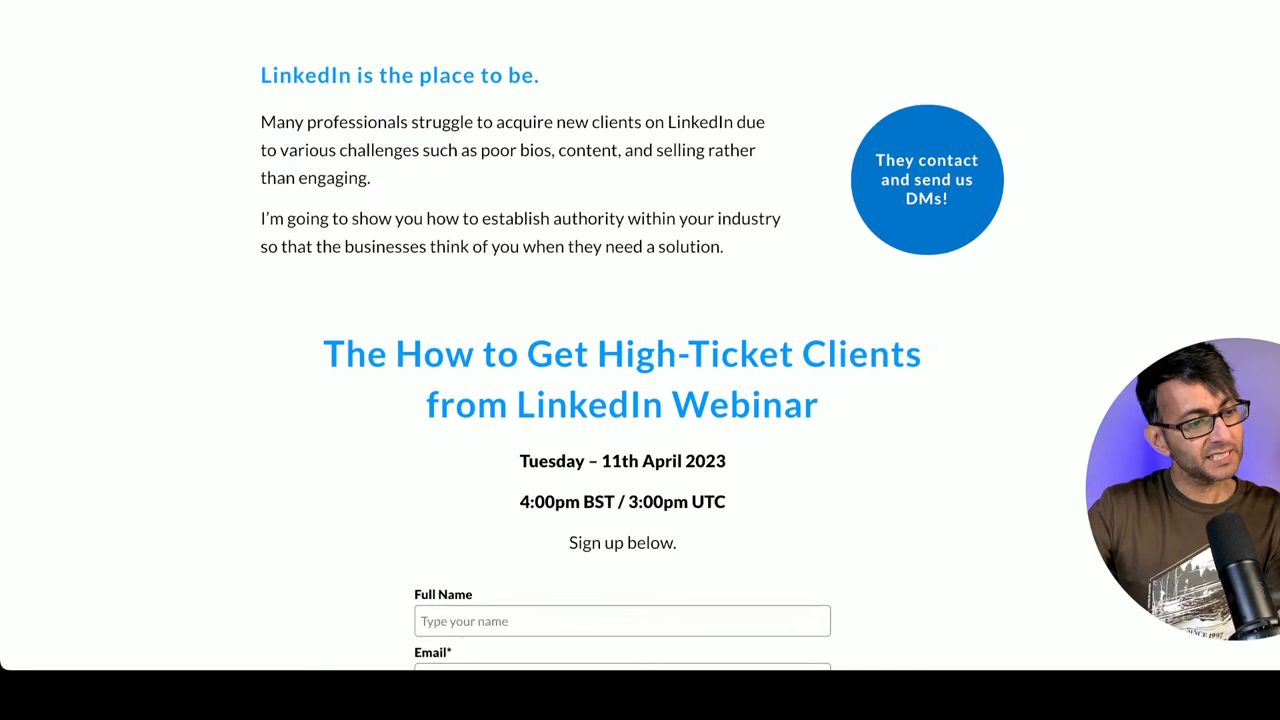 LinkedIn is the place to be.
Many professionals struggle to acquire new clients on LinkedIn due
to various challenges such as poor bios, content, and selling rather
than engaging.
I'm going to show you how to establish authority within your industry
so that the businesses think of you when they need a solution.
They contact
and send us
DMs!
The How to Get High-Ticket Clients
from LinkedIn Webinar
Tuesday – 11th April 2023
4:00pm BST / 3:00pm UTC
Sign up below.
Full Name
Type your name
Email*
SINCE 1997